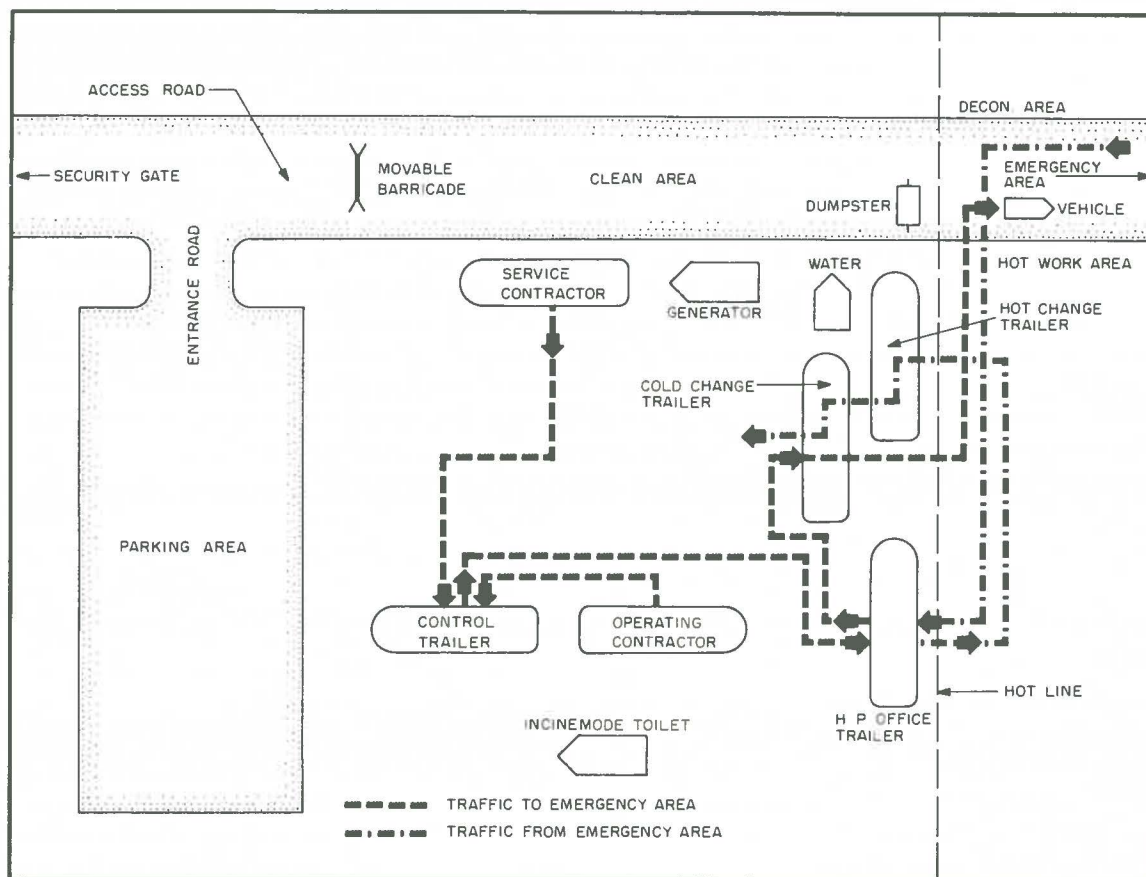 ACCESS ROAD
DECON. AREA
SECURITY GATE
MOVABLE
BARRICADE
CLEAN AREA
EMERGENCY
AREA
DUMPSTER
VEHICLE
ENTRANCE ROAD
SERVICE
CONTRACTOR
GENERATOR
WATER
HOT WORK AREA
HOT CHANGE
TRAILER
COLD CHANGE
TRAILER
PARKING AREA
CONTROL
TRAILER
OPERATING
CONTRACTOR
HOT LINE
H P OFFICE
TRAILER
INCINEMODE TOILET
TRAFFIC TO EMERGENCY AREA
TRAFFIC FROM EMERGENCY AREA